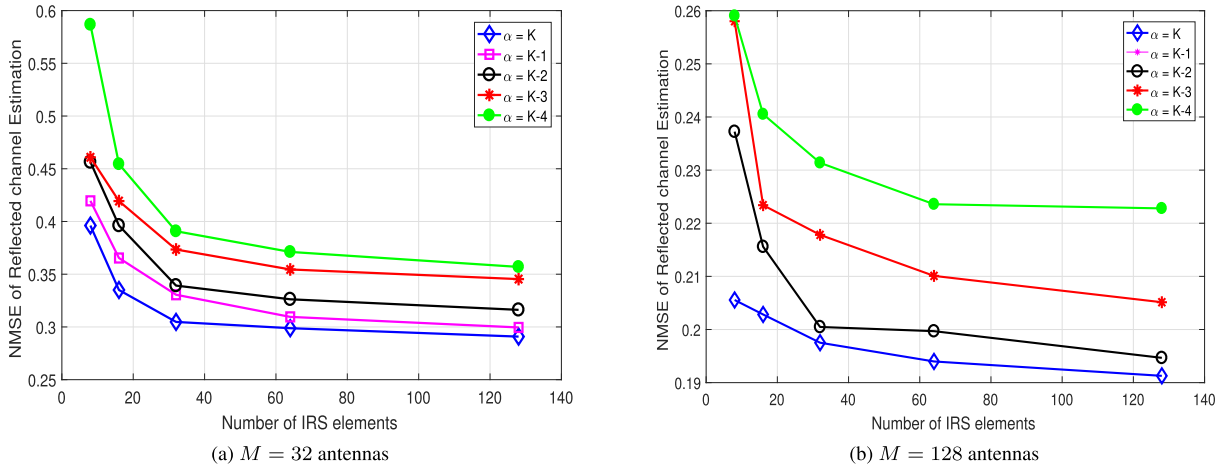 NMSE of Reflected channel Estimation
0.6
0.55
0.5
0.45
0.4
0.35
0.3
0.25
0 20 40 60 80 100 120 140
Number of IRS elements
α = K
α = K-1
α = K-2
α = K-3
α = K-4
(a) M = 32 antennas
NMSE of Reflected channel Estimation
0.26
0.25
0.24
0.23
0.22
0.21
0.2
0.19
0 20 40 60 80 100 120 140
Number of IRS elements
α = K
α = K-1
α = K-2
α = K-3
α = K-4
(b) M = 128 antennas